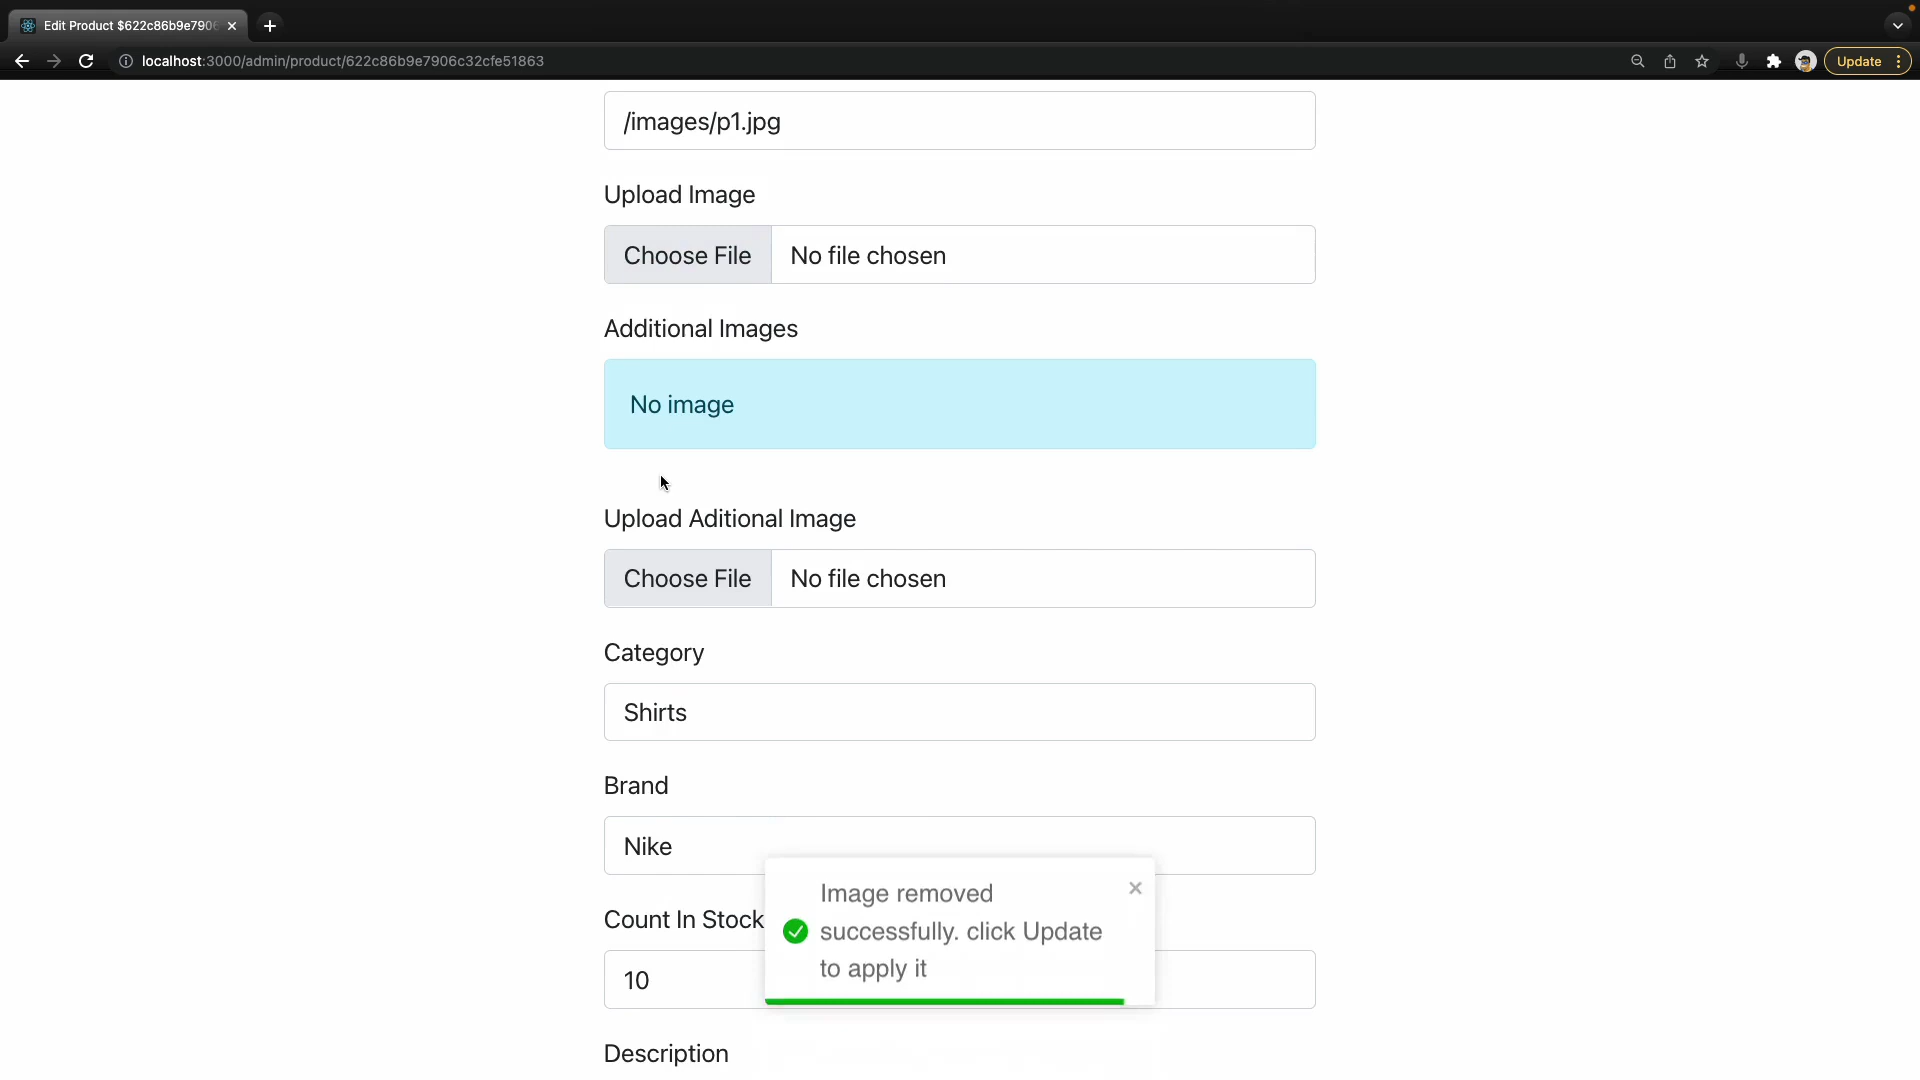 Edit Product $622c86b9e7906
localhost:3000/admin/product/622c86b9e7906c32cfe51863
Update
/images/p1.jpg
Upload Image
Choose File No file chosen
Additional Images
No image
Upload Aditional Image
Choose File No file chosen
Category
Shirts
Brand
Nike
Count In Stock
10
Image removed
successfully. click Update
to apply it
Description